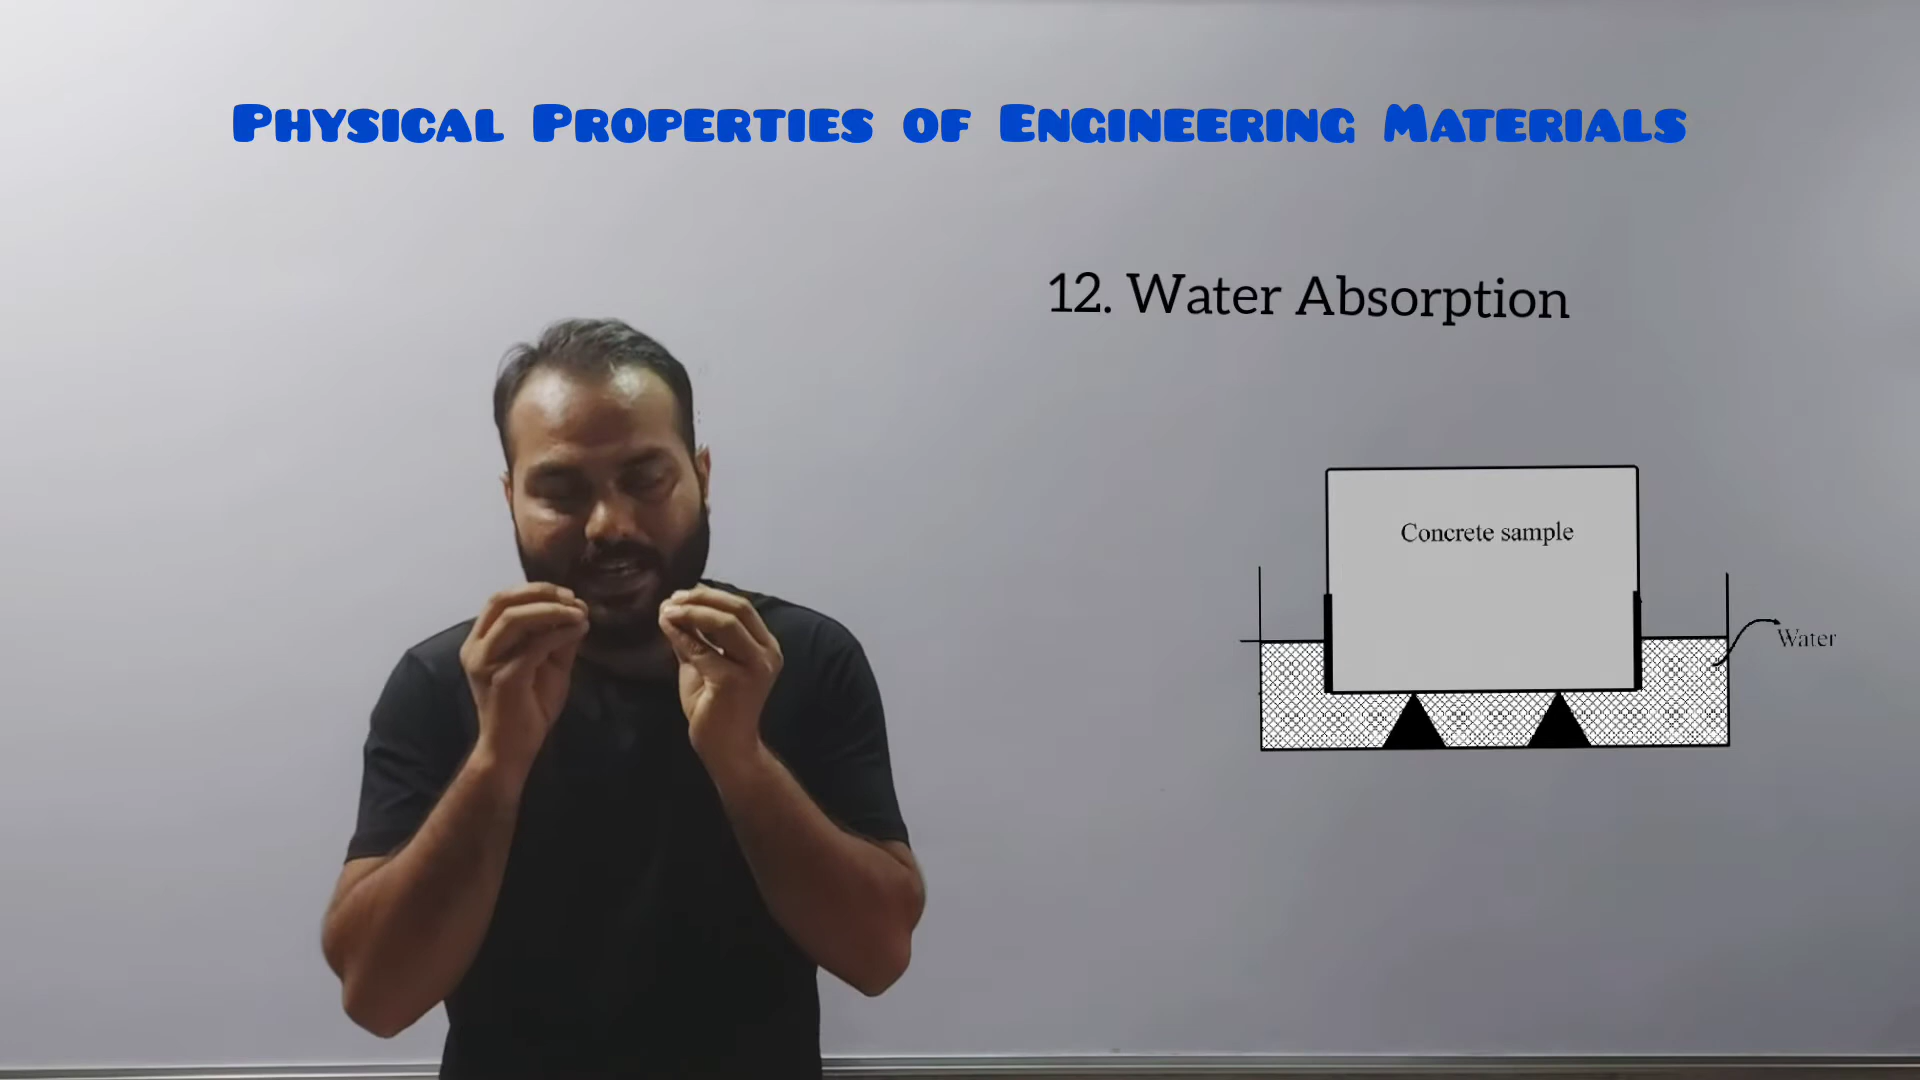 Physical Properties of Engineering Materials
12. Water Absorption
Concrete sample
Water